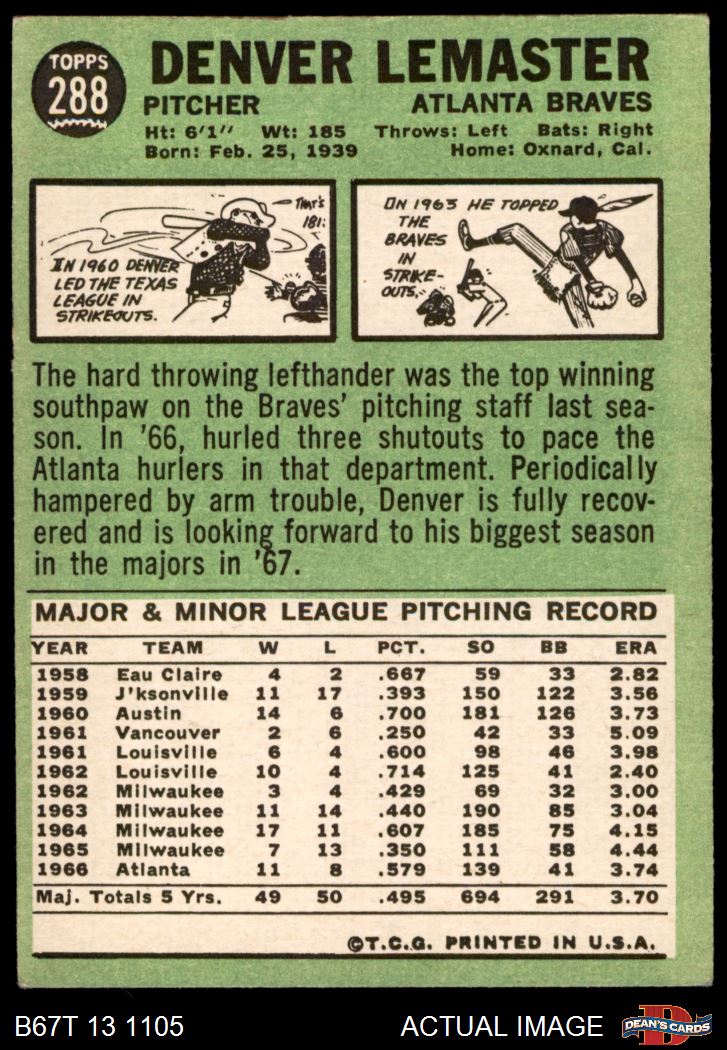 TOPPS
288
DENVER LEMASTER
PITCHER ATLANTA BRAVES
Ht: 6'1" Wt: 185 Throws: Left Bats: Right
Born: Feb. 25, 1939 Home: Oxnard, Cal.
THAT'S
181.
IN 1960 DENVER
LED THE TEXAS
LEAGUE IN
STRIKEOUTS.
IN 1963 HE TOPPED
THE
BRAVES
IN
STRIKE-
OUTS.
The hard throwing lefthander was the top winning
southpaw on the Braves' pitching staff last sea-
son. In '66, hurled three shutouts to pace the
Atlanta hurlers in that department. Periodically
hampered by arm trouble, Denver is fully recov-
ered and is looking forward to his biggest season
in the majors in '67.
MAJOR & MINOR LEAGUE PITCHING RECORD
YEAR TEAM W L PCT. SO BB ERA
1958 Eau Claire 4 2 .667 59 33 2.82
1959 J'ksonville 11 17 .393 150 122 3.56
1960 Austin 14 6 .700 181 126 3.73
1961 Vancouver 2 6 .250 42 33 5.09
1961 Louisville 6 4 .600 98 46 3.98
1962 Louisville 10 4 .714 125 41 2.40
1962 Milwaukee 3 4 .429 69 32 3.00
1963 Milwaukee 11 14 .440 190 85 3.04
1964 Milwaukee 17 11 .607 185 75 4.15
1965 Milwaukee 7 13 .350 111 58 4.44
1966 Atlanta 11 8 .579 139 41 3.74
Maj. Totals 5 Yrs. 49 50 .495 694 291 3.70
©T.C.G. PRINTED IN U.S.A.
B67T 13 1105 ACTUAL IMAGE
D
DEAN'S CARDS